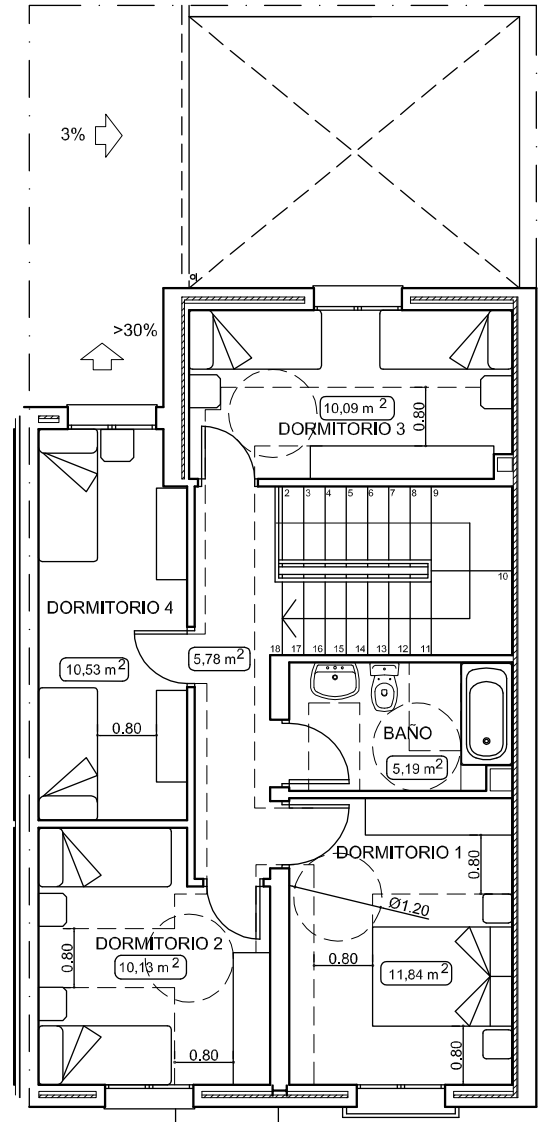 3%
>30%
10,09 m2
DORMITORIO 3
0.80
2 3 4 5 6 7 8 9
10
18 17 16 15 14 13 12 11
DORMITORIO 4
10,53 m2
5,78 m2
0.80
BAÑO
5,19 m2
DORMITORIO 1
0.80
Ø1.20
DORMITORIO 2
10,13 m2
0.80
0.80
11,84 m2
0.80
0.80